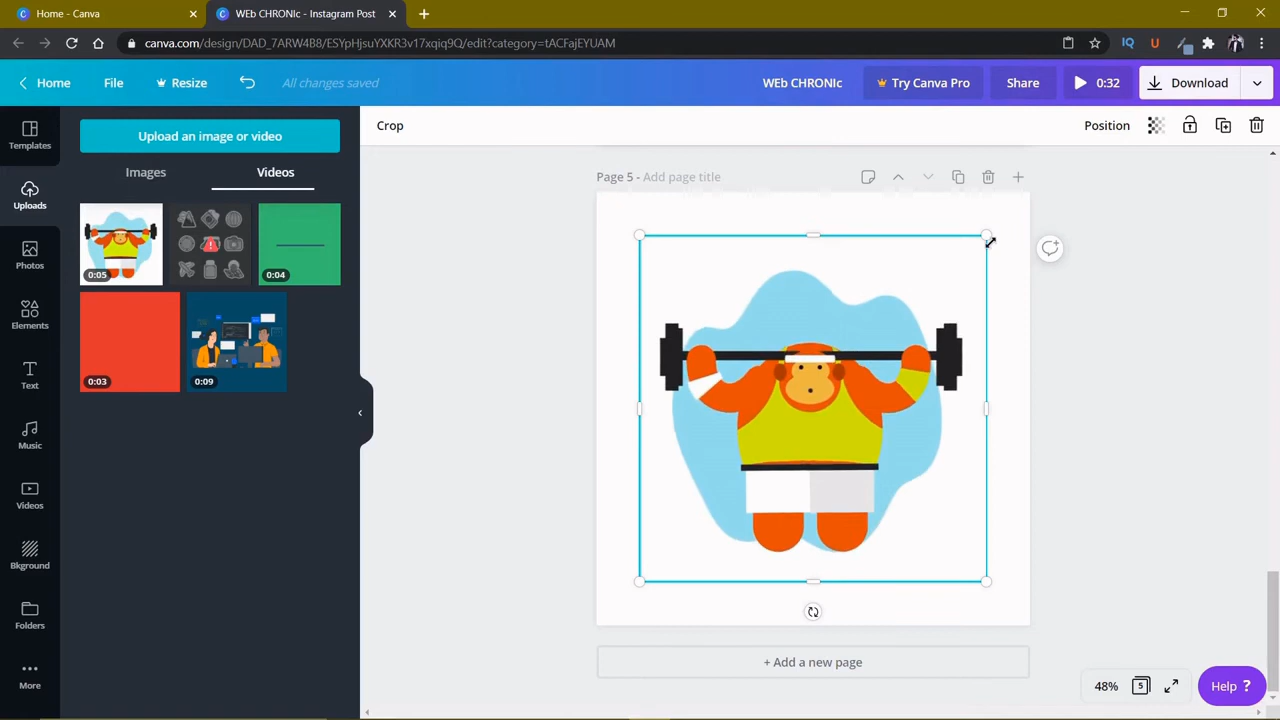 Home - Canva
WEb CHRONIc - Instagram Post
canva.com/design/DAD_7ARW4B8/ESYpHjsuYXKR3v17xqiq9Q/edit?category=tACFajEYUAM
IQ
U
Home
File
Resize
All changes saved
WEb CHRONIc
Try Canva Pro
Share
0:32
Download
Templates
Uploads
Photos
Elements
Text
Music
Videos
Bkground
Folders
More
Upload an image or video
Images
Videos
0:05
0:04
0:03
0:09
Crop
Position
Page 5 - Add page title
+ Add a new page
48%
5
Help ?